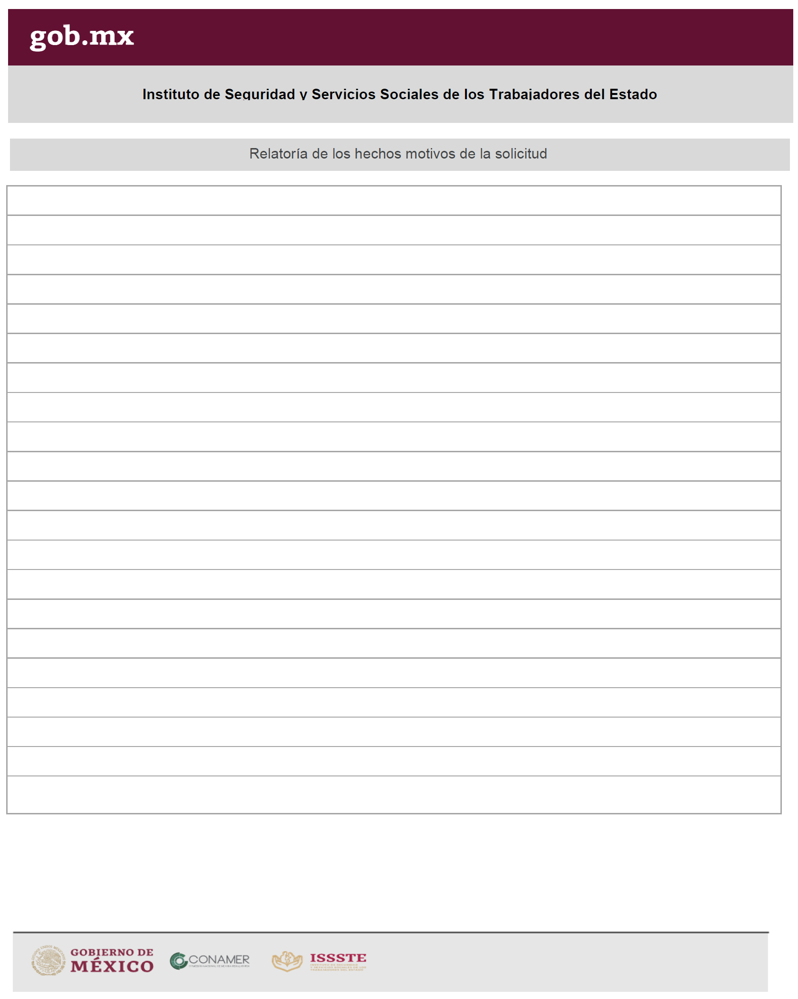 gob.mx
Instituto de Seguridad y Servicios Sociales de los Trabajadores del Estado
Relatoría de los hechos motivos de la solicitud
GOBIERNO DE
MÉXICO
CONAMER
COMISIÓN NACIONAL DE MEJORA REGULATORIA
ISSSTE
INSTITUTO DE SEGURIDAD
Y SERVICIOS SOCIALES DE LOS
TRABAJADORES DEL ESTADO